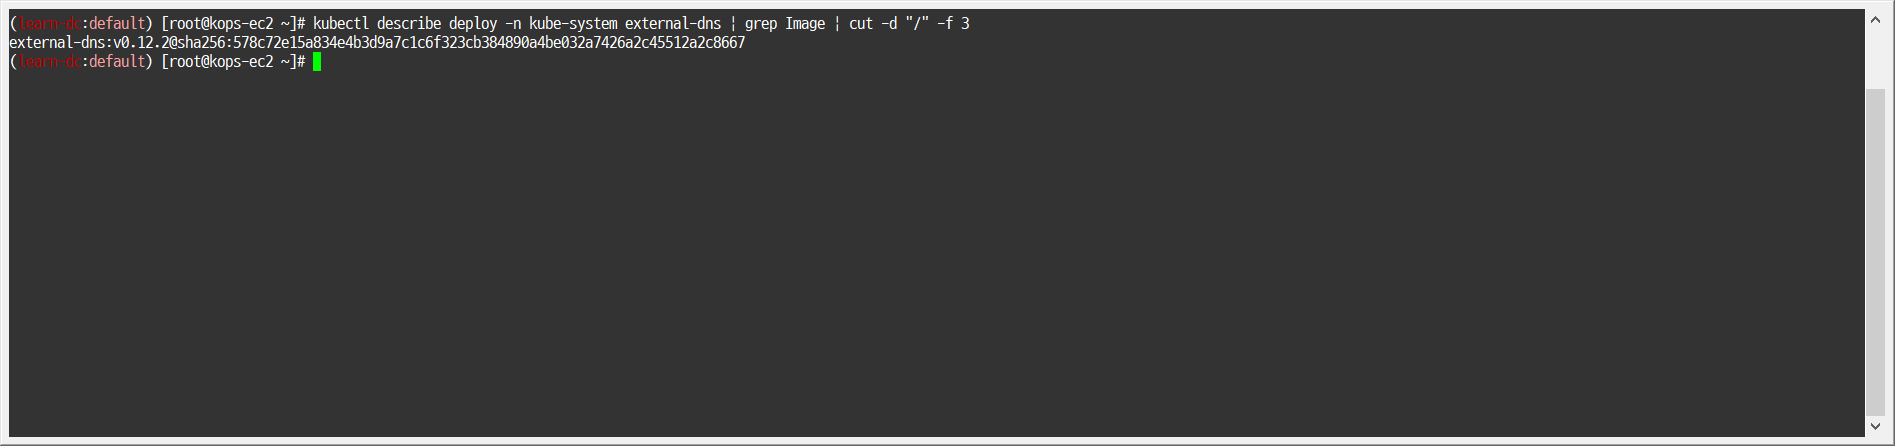 (learn-dc:default) [root@kops-ec2 ~]# kubectl describe deploy -n kube-system external-dns | grep Image | cut -d "/" -f 3
external-dns:v0.12.2@sha256:578c72e15a834e4b3d9a7c1c6f323cb384890a4be032a7426a2c45512a2c8667
(learn-dc:default) [root@kops-ec2 ~]#